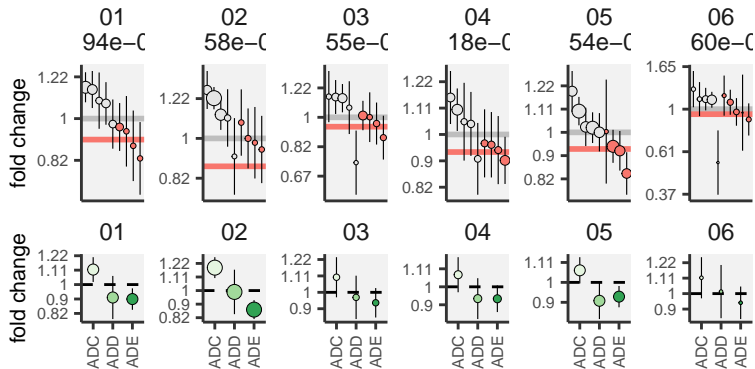 01 02 03 04 05 06
94e−0 58e−0 55e−0 18e−0 54e−0 60e−0
fold change
1.22 1 0.82
1.22 1 0.82
1.22 1 0.82 0.67
1.22 1.11 1 0.9 0.82
1.22 1.11 1 0.9 0.82
1.65 1 0.61 0.37
01 02 03 04 05 06
fold change
1.22 1.11 1 0.9 0.82
1.22 1.11 1 0.9 0.82
1.22 1.11 1 0.9
1.11 1 0.9
1.11 1 0.9
1.22 1.11 1 0.9
ADC ADD ADE ADC ADD ADE ADC ADD ADE ADC ADD ADE ADC ADD ADE ADC ADD ADE